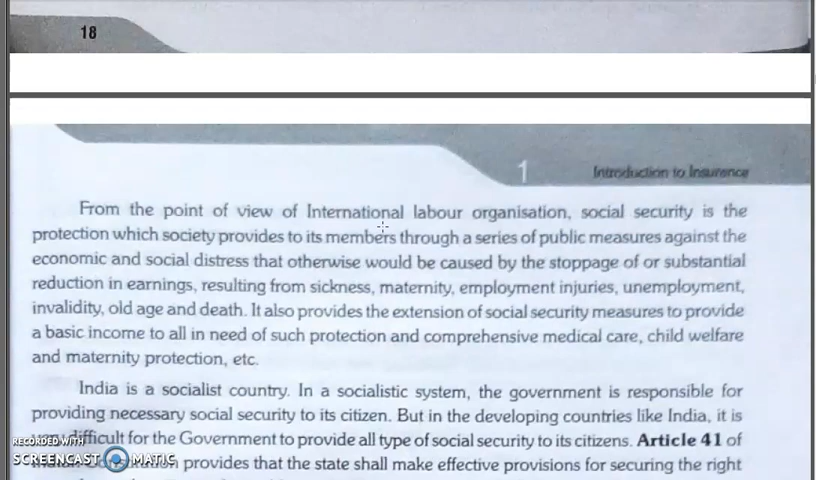 18
1 Introduction to Insurence
From the point of view of International labour organisation, social security is the
protection which society provides to its members through a series of public measures against the
economic and social distress that otherwise would be caused by the stoppage of or substantial
reduction in earnings, resulting from sickness, maternity, employment injuries, unemployment,
invalidity, old age and death. It also provides the extension of social security measures to provide
a basic income to all in need of such protection and comprehensive medical care, child welfare
and maternity protection, etc.
India is a socialist country. In a socialistic system, the government is responsible for
providing necessary social security to its citizen. But in the developing countries like India, it is
difficult for the Government to provide all type of social security to its citizens. Article 41 of
provides that the state shall make effective provisions for securing the right
RECORDED WITH
SCREENCAST MATIC